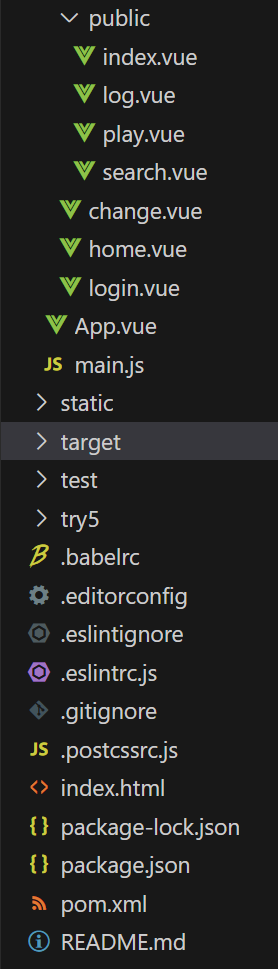 public
index.vue
log.vue
play.vue
search.vue
change.vue
home.vue
login.vue
App.vue
JS main.js
static
target
test
try5
.babelrc
.editorconfig
.eslintignore
.eslintrc.js
.gitignore
JS .postcssrc.js
index.html
package-lock.json
package.json
pom.xml
README.md